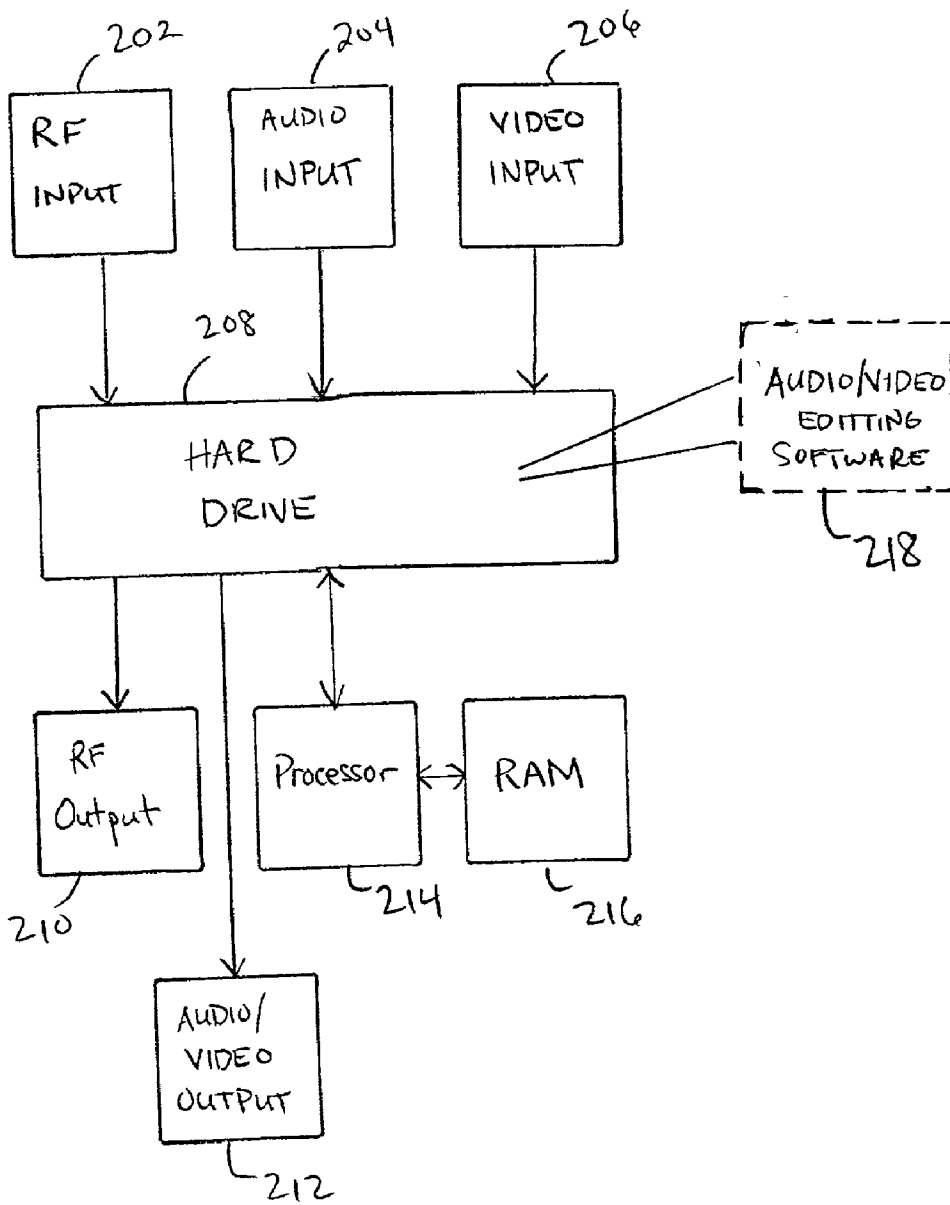 202
204
206
RF
INPUT
AUDIO
INPUT
VIDEO
INPUT
208
HARD
DRIVE
AUDIO/VIDEO
EDITTING
SOFTWARE
218
RF
Output
210
Processor
214
RAM
216
AUDIO/
VIDEO
OUTPUT
212